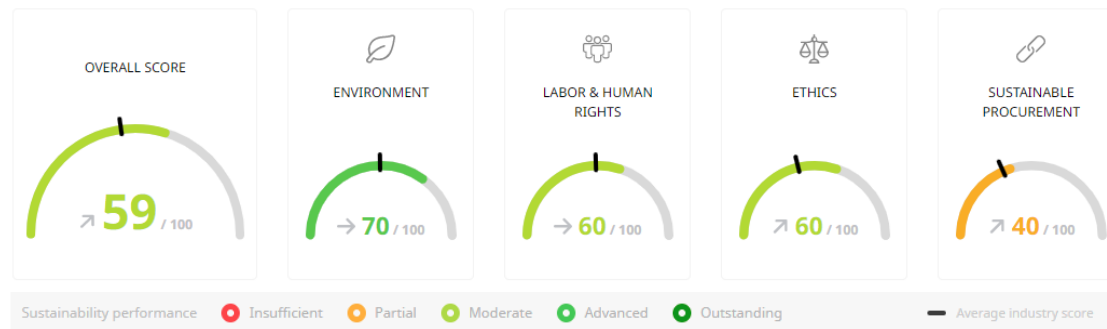 OVERALL SCORE
59 / 100
ENVIRONMENT
70 / 100
LABOR & HUMAN
RIGHTS
60 / 100
ETHICS
60 / 100
SUSTAINABLE
PROCUREMENT
40 / 100
Sustainability performance Insufficient Partial Moderate Advanced Outstanding Average industry score